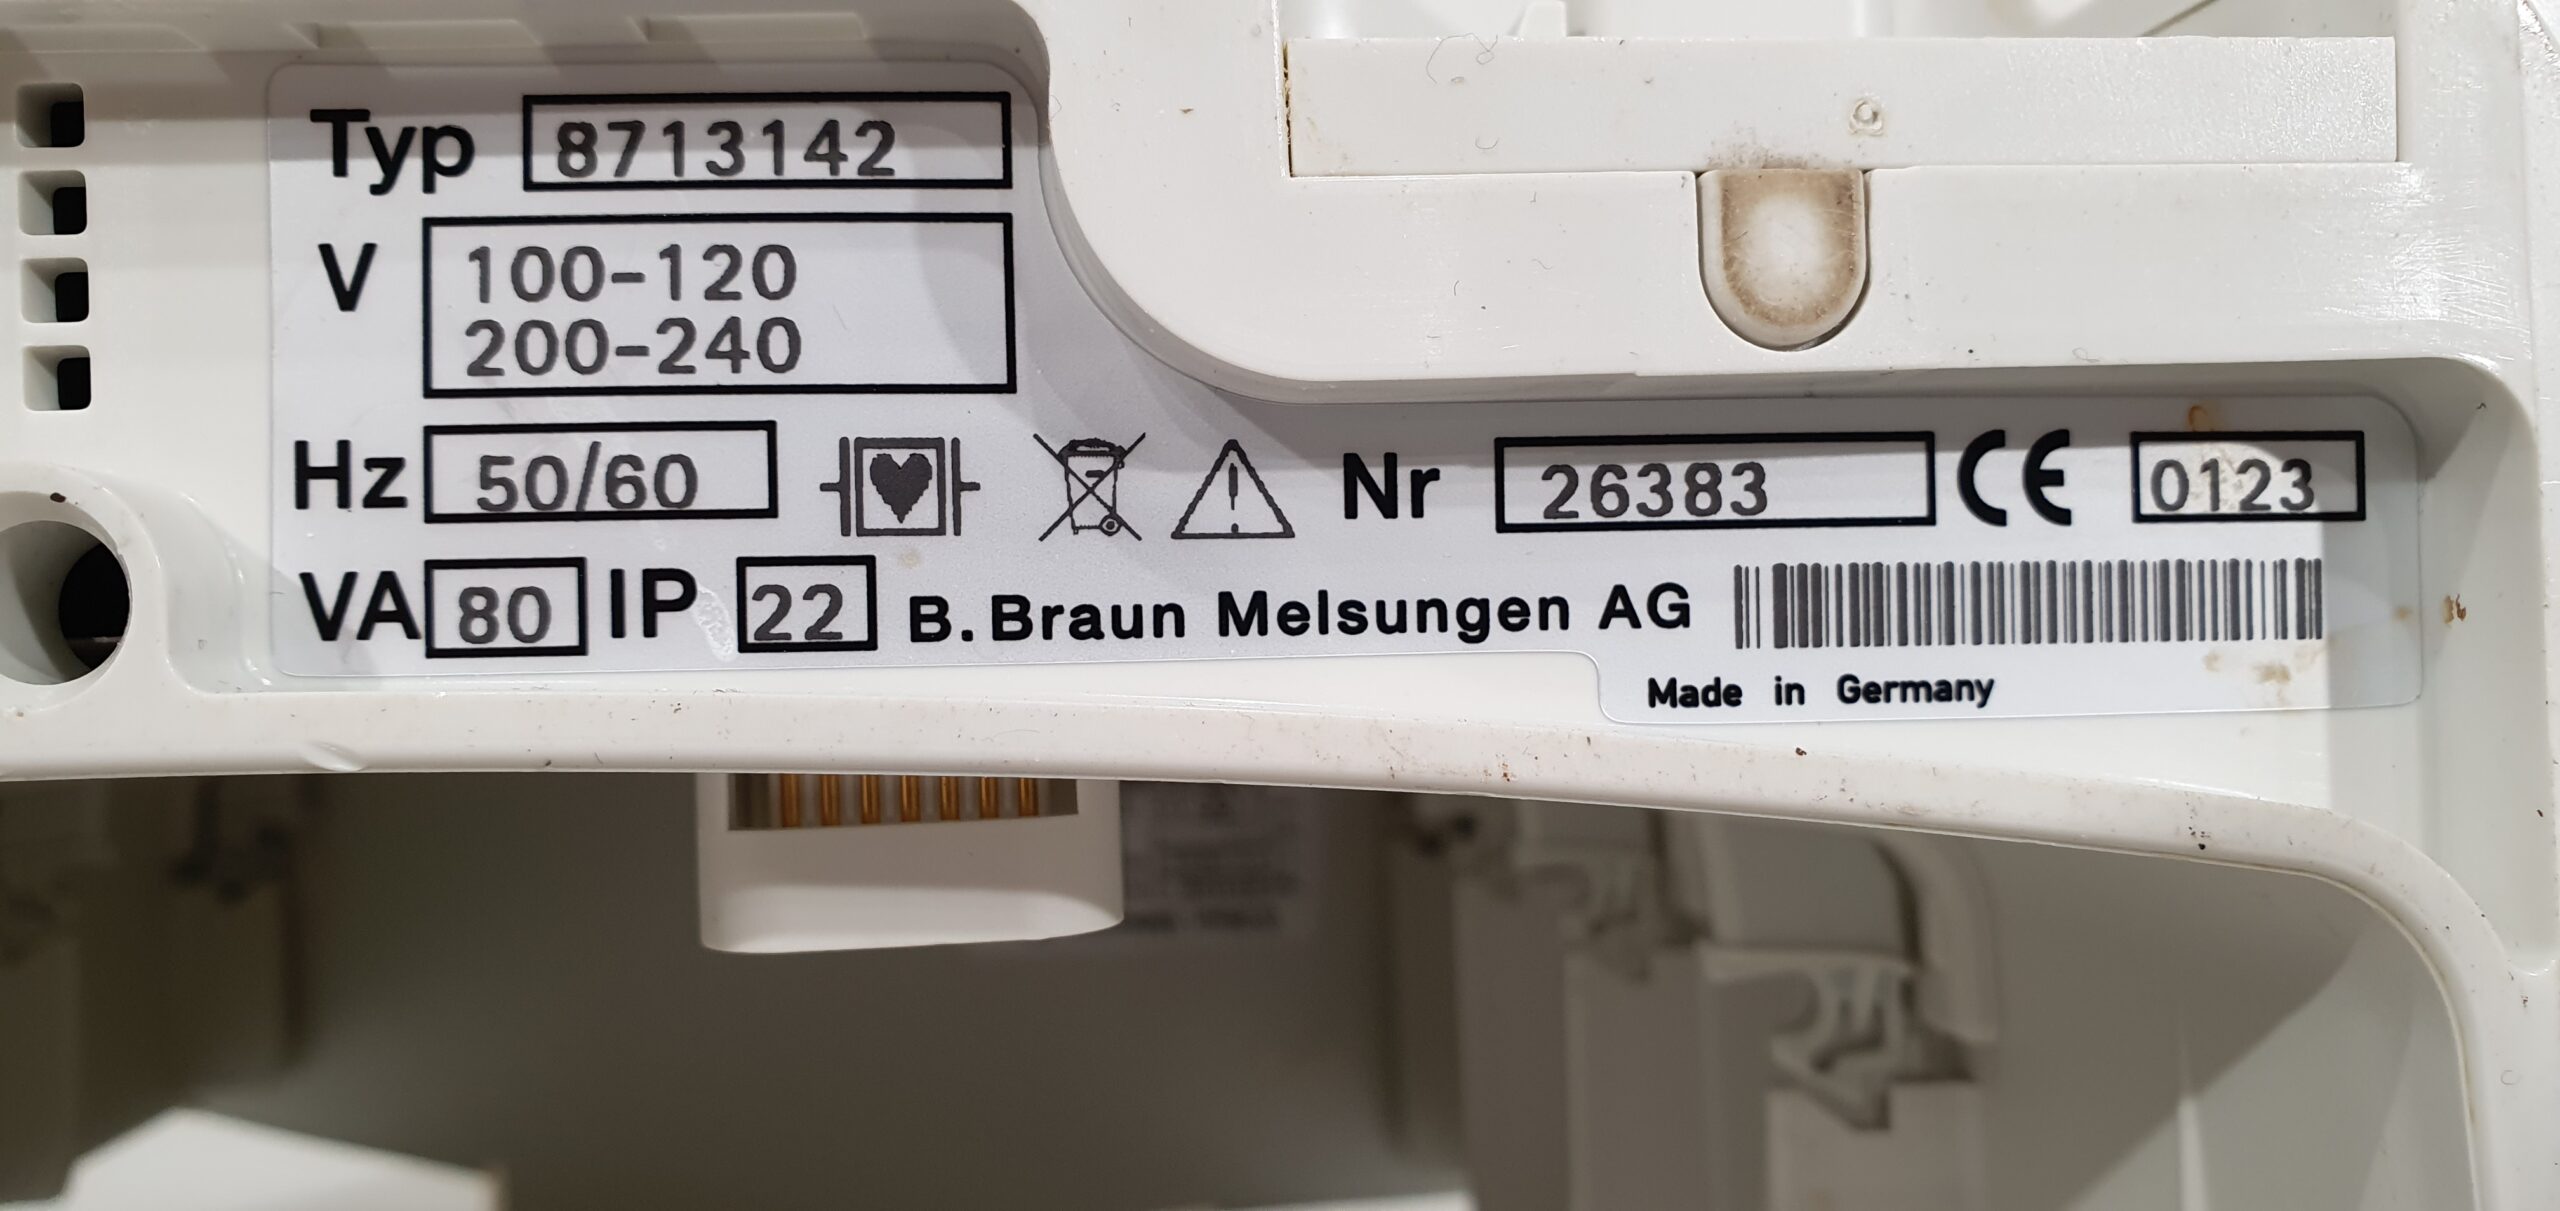 Typ 8713142
V 100-120
200-240
Hz 50/60 Nr 26383 CE 0123
VA 80 IP 22 B. Braun Melsungen AG
Made in Germany